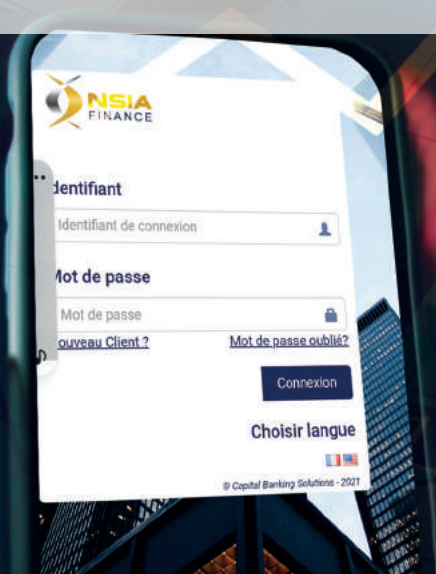 NSIA
FINANCE
dentifiant
Identifiant de connexion
Mot de passe
Mot de passe
ouveau Client ? Mot de passe oublié?
Connexion
Choisir langue
© Capital Banking Solutions - 2021